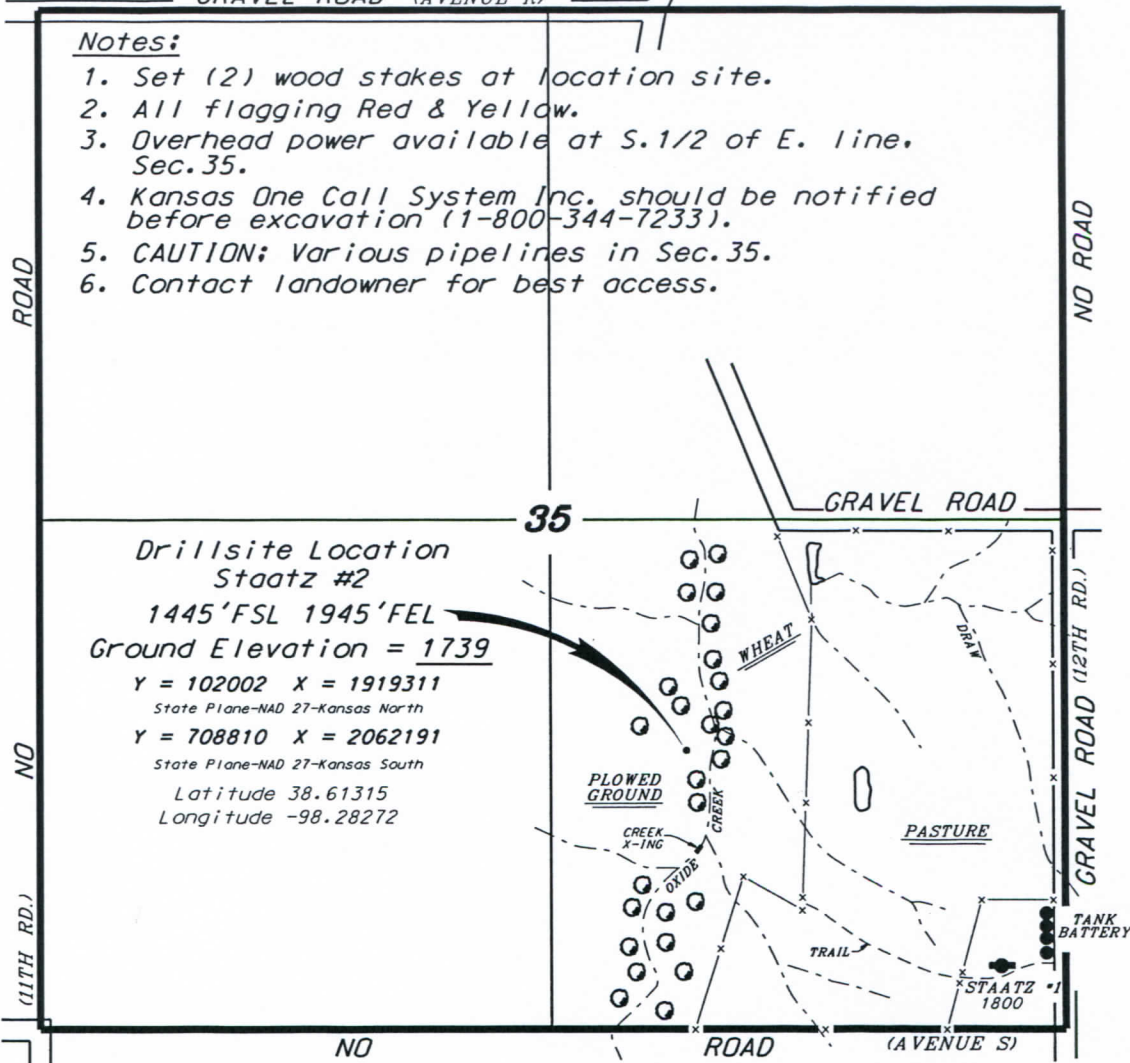 GRAVEL ROAD (AVENUE R)
Notes:
1. Set (2) wood stakes at location site.
2. All flagging Red & Yellow.
3. Overhead power available at S.1/2 of E. line,
Sec.35.
4. Kansas One Call System Inc. should be notified
before excavation (1-800-344-7233).
5. CAUTION: Various pipelines in Sec.35.
6. Contact landowner for best access.
ROAD
NO ROAD
GRAVEL ROAD
35
Drillsite Location
Staatz #2
1445'FSL 1945'FEL
Ground Elevation = 1739
Y = 102002 X = 1919311
State Plane-NAD 27-Kansas North
Y = 708810 X = 2062191
State Plane-NAD 27-Kansas South
Latitude 38.61315
Longitude -98.28272
WHEAT
DRAW
GRAVEL ROAD (12TH RD.)
NO
PLOWED
GROUND
CREEK
CREEK
X-ING
OXIDE
PASTURE
(11TH RD.)
TANK
BATTERY
TRAIL
STAATZ #1
1800
NO ROAD (AVENUE S)